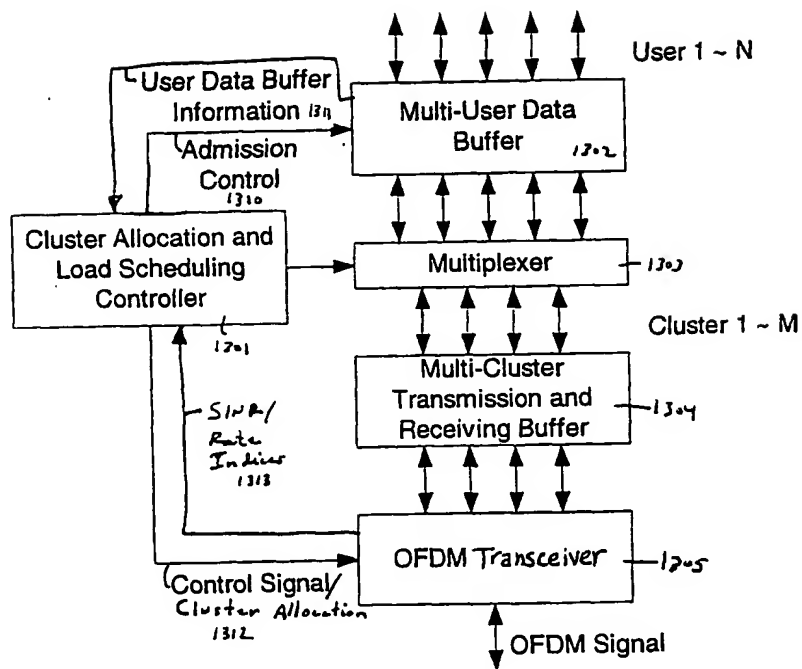 User 1 ~ N
User Data Buffer
Information 1311
Multi-User Data
Buffer
1302
Admission
Control
1310
Cluster Allocation and
Load Scheduling
Controller
1301
Multiplexer
1303
Cluster 1 ~ M
Multi-Cluster
Transmission and
Receiving Buffer
1304
SINR/
Rate
Indices
1313
OFDM Transceiver
1305
Control Signal/
Cluster Allocation
1312
OFDM Signal